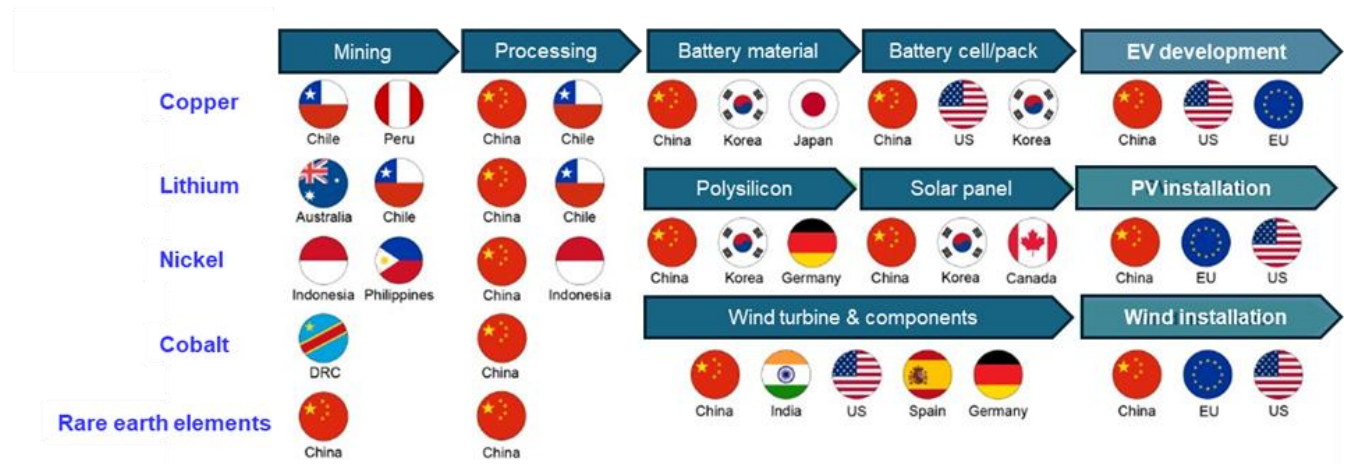 Mining Processing Battery material Battery cell/pack EV development
Copper
Chile Peru China Chile China Korea Japan China US Korea China US EU
Lithium
Polysilicon Solar panel PV installation
Australia Chile China Chile
Nickel
China Korea Germany China Korea Canada China EU US
Indonesia Philippines China Indonesia
Wind turbine & components Wind installation
Cobalt
DRC China
China India US Spain Germany China EU US
Rare earth elements
China China